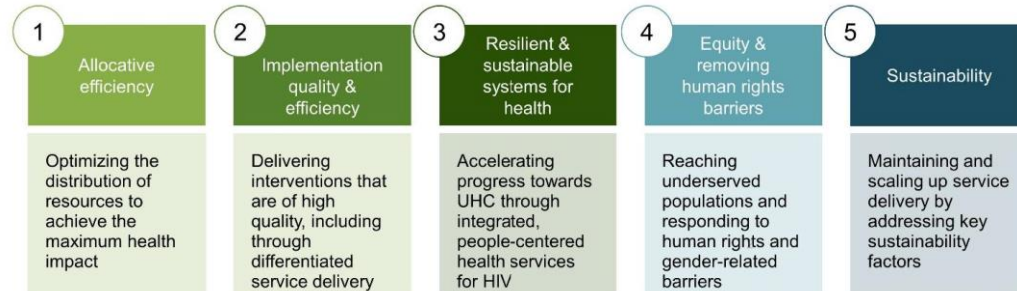 1
Allocative
efficiency
Optimizing the
distribution of
resources to
achieve the
maximum health
impact
2
Implementation
quality &
efficiency
Delivering
interventions that
are of high
quality, including
through
differentiated
service delivery
3
Resilient &
sustainable
systems for
health
Accelerating
progress towards
UHC through
integrated,
people-centered
health services
for HIV
4
Equity &
removing
human rights
barriers
Reaching
underserved
populations and
responding to
human rights and
gender-related
barriers
5
Sustainability
Maintaining and
scaling up service
delivery by
addressing key
sustainability
factors